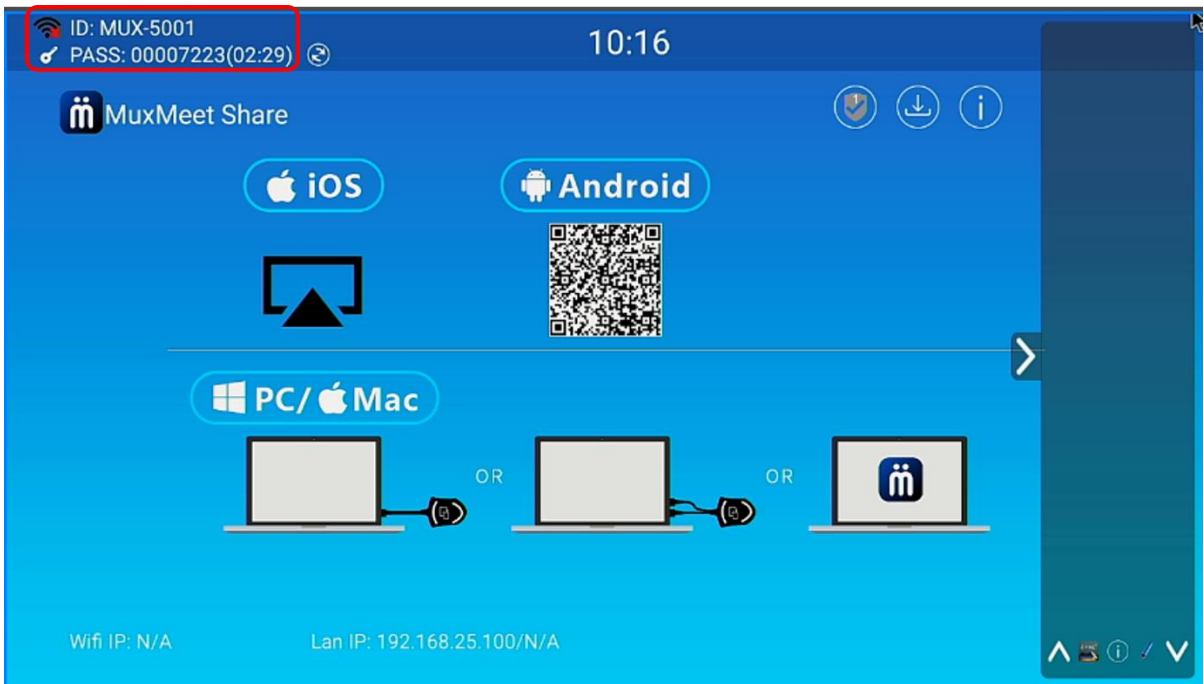 ID: MUX-5001
PASS: 00007223(02:29)
10:16
MuxMeet Share
1
i
iOS
Android
PC/ Mac
OR
OR
Wifi IP: N/A
Lan IP: 192.168.25.100/N/A
i